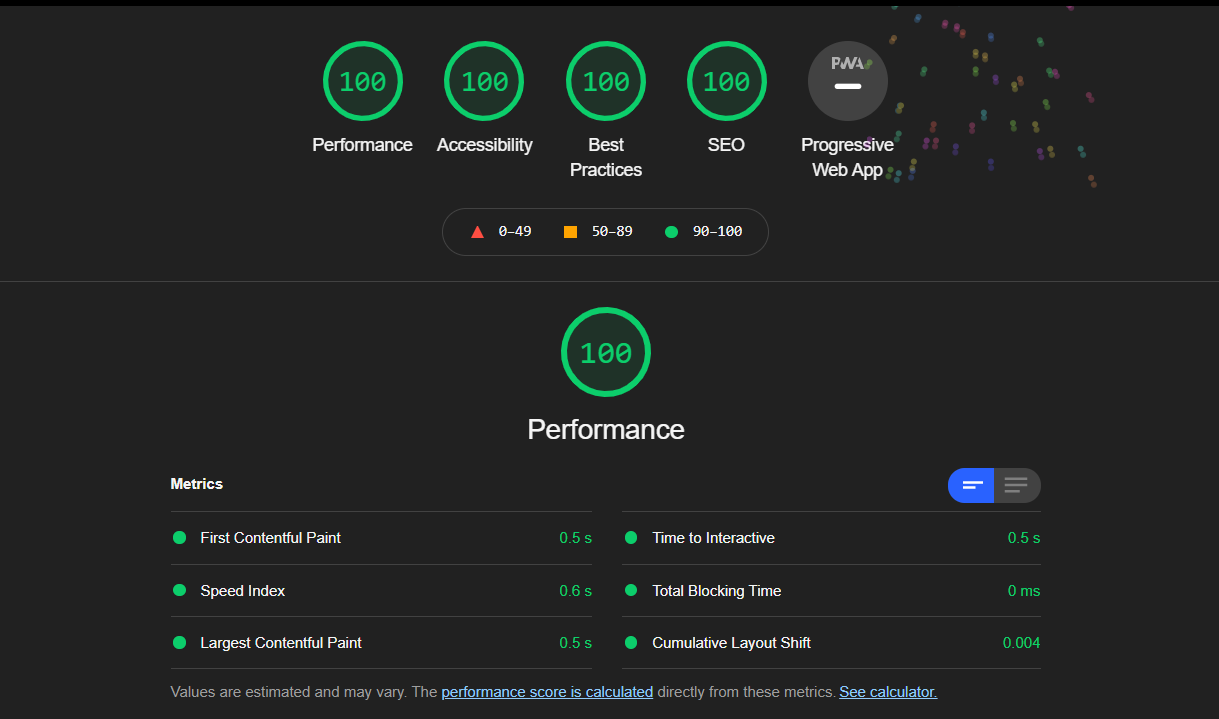 100 100 100 100 PWA
Performance Accessibility Best Practices SEO Progressive Web App
0–49 50–89 90–100
100
Performance
Metrics
First Contentful Paint 0.5 s
Time to Interactive 0.5 s
Speed Index 0.6 s
Total Blocking Time 0 ms
Largest Contentful Paint 0.5 s
Cumulative Layout Shift 0.004
Values are estimated and may vary. The performance score is calculated directly from these metrics. See calculator.